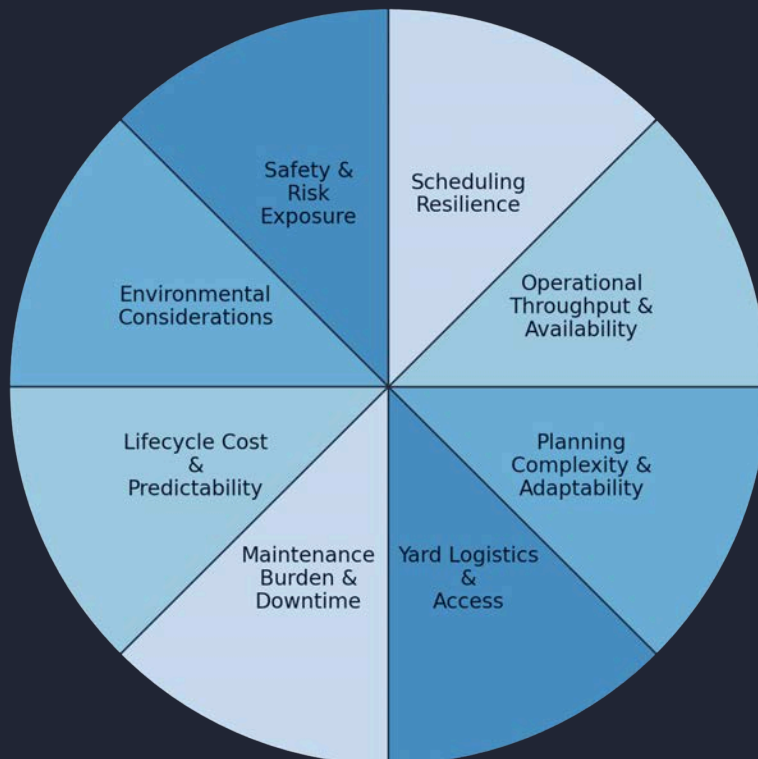 Safety &
Risk
Exposure
Scheduling
Resilience
Operational
Throughput &
Availability
Environmental
Considerations
Planning
Complexity &
Adaptability
Lifecycle Cost
&
Predictability
Yard Logistics
&
Access
Maintenance
Burden &
Downtime